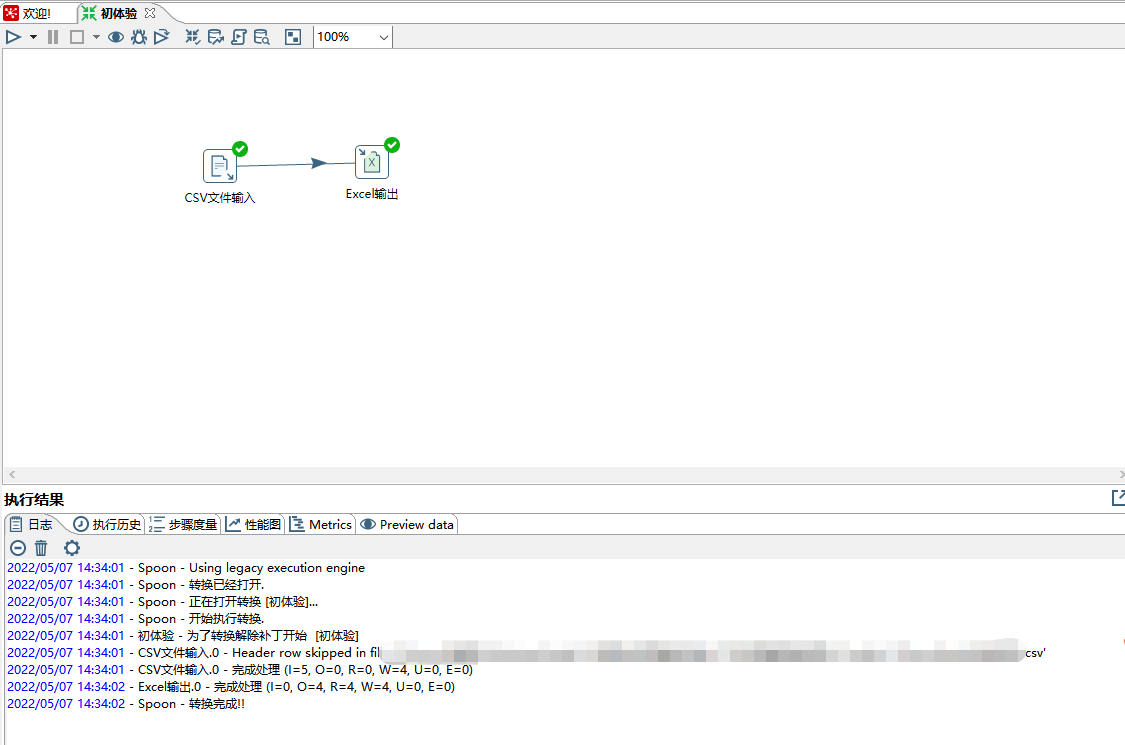 欢迎!
初体验
100%
CSV文件输入
Excel输出
执行结果
日志
执行历史
步骤度量
性能图
Metrics
Preview data
2022/05/07 14:34:01 - Spoon - Using legacy execution engine
2022/05/07 14:34:01 - Spoon - 转换已经打开.
2022/05/07 14:34:01 - Spoon - 正在打开转换 [初体验]...
2022/05/07 14:34:01 - Spoon - 开始执行转换.
2022/05/07 14:34:01 - 初体验 - 为了转换解除补丁开始  [初体验]
2022/05/07 14:34:01 - CSV文件输入.0 - Header row skipped in fil csv'
2022/05/07 14:34:01 - CSV文件输入.0 - 完成处理 (I=5, O=0, R=0, W=4, U=0, E=0)
2022/05/07 14:34:02 - Excel输出.0 - 完成处理 (I=0, O=4, R=4, W=4, U=0, E=0)
2022/05/07 14:34:02 - Spoon - 转换完成!!